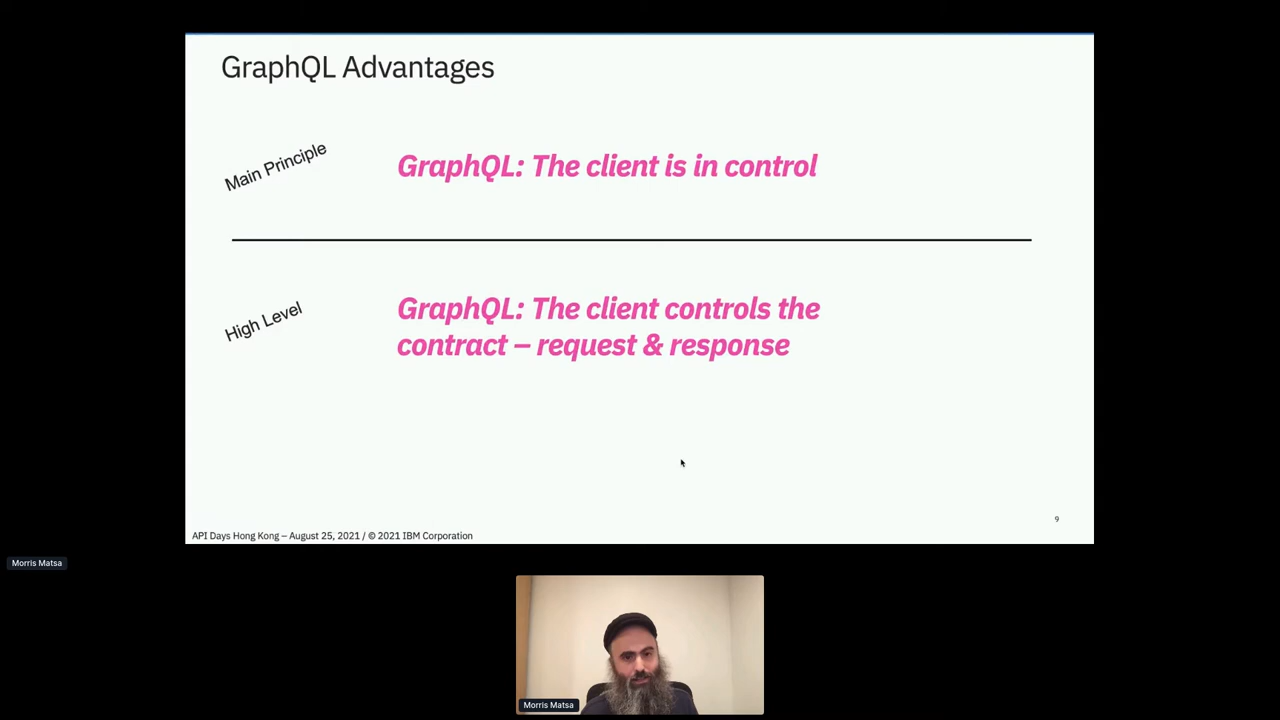 GraphQL Advantages
Main Principle
GraphQL: The client is in control
High Level
GraphQL: The client controls the
contract – request & response
9
API Days Hong Kong – August 25, 2021 / © 2021 IBM Corporation
Morris Matsa
Morris Matsa